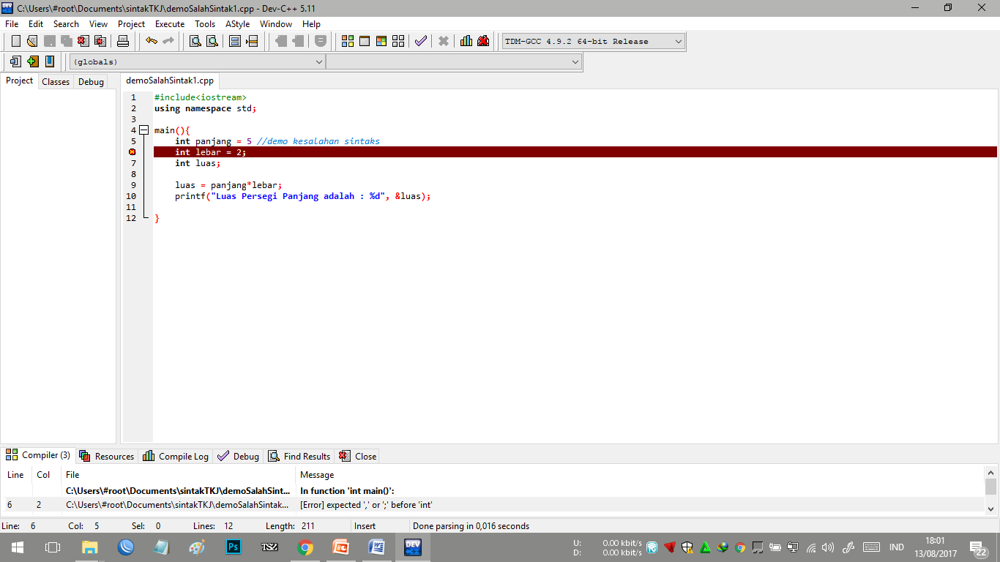 C:\Users\#root\Documents\sintakTKJ\demoSalahSintak1.cpp - Dev-C++ 5.11
File Edit Search View Project Execute Tools AStyle Window Help
TDM-GCC 4.9.2 64-bit Release
(globals)
Project Classes Debug
demoSalahSintak1.cpp
1 #include<iostream>
2 using namespace std;
3
4 main(){
5 int panjang = 5 //demo kesalahan sintaks
int lebar = 2;
7 int luas;
8
9 luas = panjang*lebar;
10 printf("Luas Persegi Panjang adalah : %d", &luas);
11
12 }
Compiler (3) Resources Compile Log Debug Find Results Close
Line Col File Message
C:\Users\#root\Documents\sintakTKJ\demoSalahSint... In function 'int main()':
6 2 C:\Users\#root\Documents\sintakTKJ\demoSalahSintak... [Error] expected ',' or ';' before 'int'
Line: 6 Col: 5 Sel: 0 Lines: 12 Length: 211 Insert Done parsing in 0,016 seconds
Ps TS2 DEV C++
U: 0.00 kbit/s
D: 0.00 kbit/s
IND
18:01
13/08/2017
22